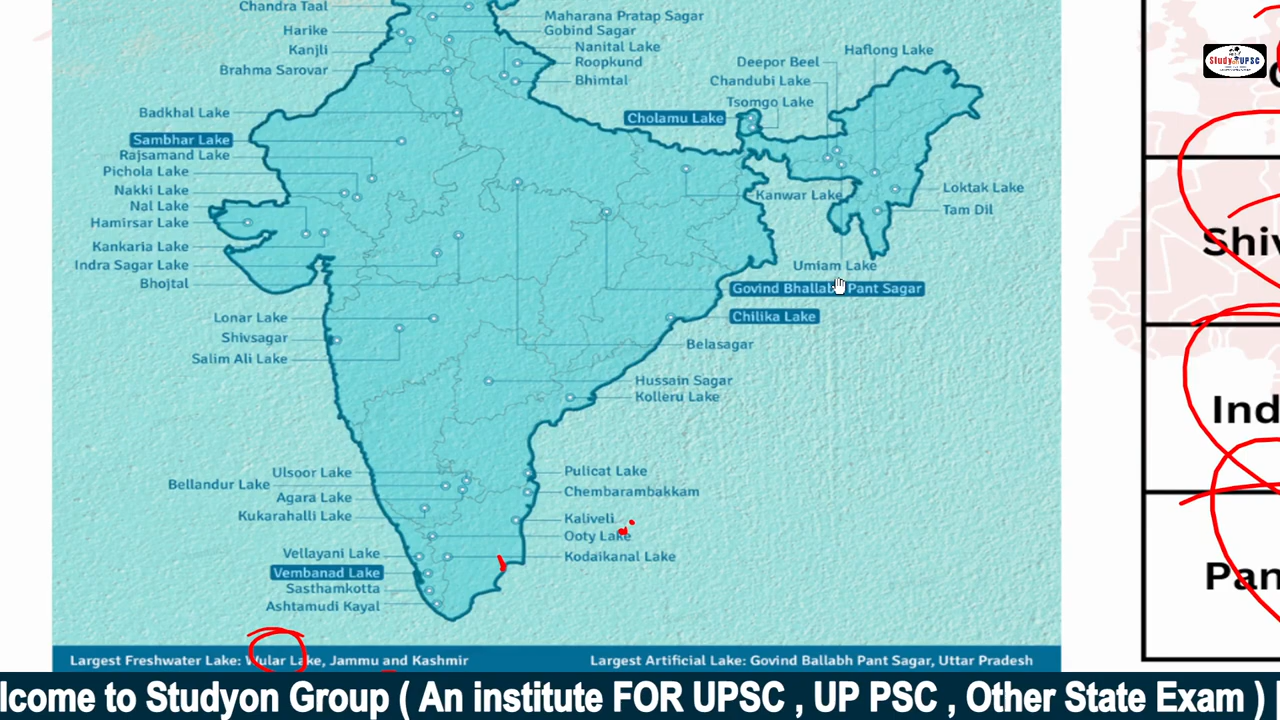 Chandra Taal
Harike
Kanjli
Brahma Sarovar
Badkhal Lake
Sambhar Lake
Rajsamand Lake
Pichola Lake
Nakki Lake
Nal Lake
Hamirsar Lake
Kankaria Lake
Indra Sagar Lake
Bhojtal
Lonar Lake
Shivsagar
Salim Ali Lake
Ulsoor Lake
Bellandur Lake
Agara Lake
Kukarahalli Lake
Vellayani Lake
Vembanad Lake
Sasthamkotta
Ashtamudi Kayal
Maharana Pratap Sagar
Gobind Sagar
Nanital Lake
Roopkund
Bhimtal
Haflong Lake
Deepor Beel
Chandubi Lake
Tsomgo Lake
Cholamu Lake
Kanwar Lake
Loktak Lake
Tam Dil
Umiam Lake
Govind Bhallabh Pant Sagar
Chilika Lake
Belasagar
Hussain Sagar
Kolleru Lake
Pulicat Lake
Chembarambakkam
Kaliveli
Ooty Lake
Kodaikanal Lake
Largest Freshwater Lake: Wular Lake, Jammu and Kashmir
Largest Artificial Lake: Govind Ballabh Pant Sagar, Uttar Pradesh
Study on UPSC
Shiv
Ind
Pan
lcome to Studyon Group ( An institute FOR UPSC , UP PSC , Other State Exam )